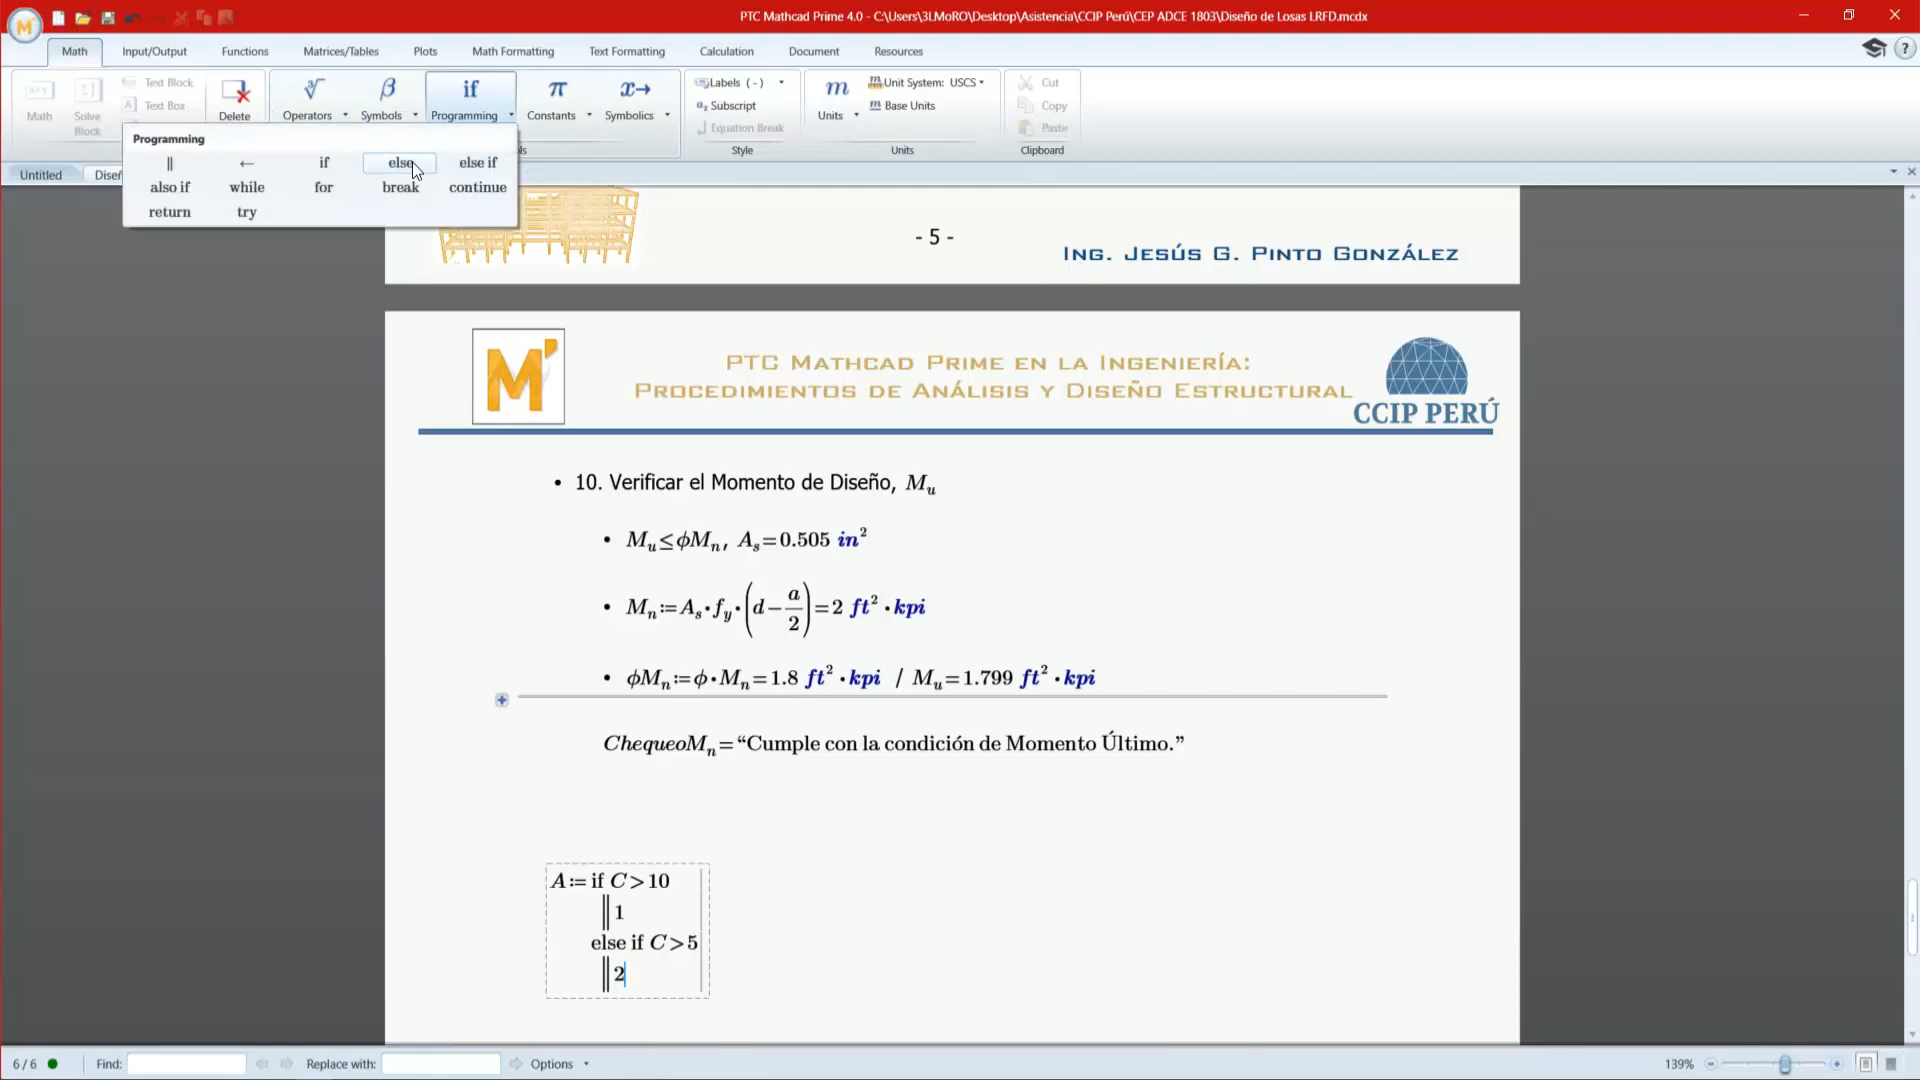 PTC Mathcad Prime 4.0 - C:\Users\3LMoRO\Desktop\Asistencia\CCIP Perú\CEP ADCE 1803\Diseño de Losas LRFD.mcdx
Math Input/Output Functions Matrices/Tables Plots Math Formatting Text Formatting Calculation Document Resources
Math
Solve Block
Text Block
Text Box
Delete
Operators
Symbols
if
Programming
Constants
Symbolics
Labels ( - )
Subscript
Equation Break
Style
Units
Unit System: USCS
Base Units
Units
Cut
Copy
Paste
Clipboard
Programming
‖ ← if else else if
also if while for break continue
return try
ls
Untitled Diseñ
- 5 -
Ing. Jesús G. Pinto González
PTC Mathcad Prime en la Ingeniería:
Procedimientos de Análisis y Diseño Estructural
CCIP PERÚ
• 10. Verificar el Momento de Diseño, Mu
• Mu≤ϕMn, As=0.505 in²
• Mn:=As·fy·(d−a/2)=2 ft²·kpi
• ϕMn:=ϕ·Mn=1.8 ft²·kpi / Mu=1.799 ft²·kpi
ChequeoMn=“Cumple con la condición de Momento Último.”
A:=if C>10
‖1
else if C>5
‖2
6/6 Find: Replace with: Options 139%